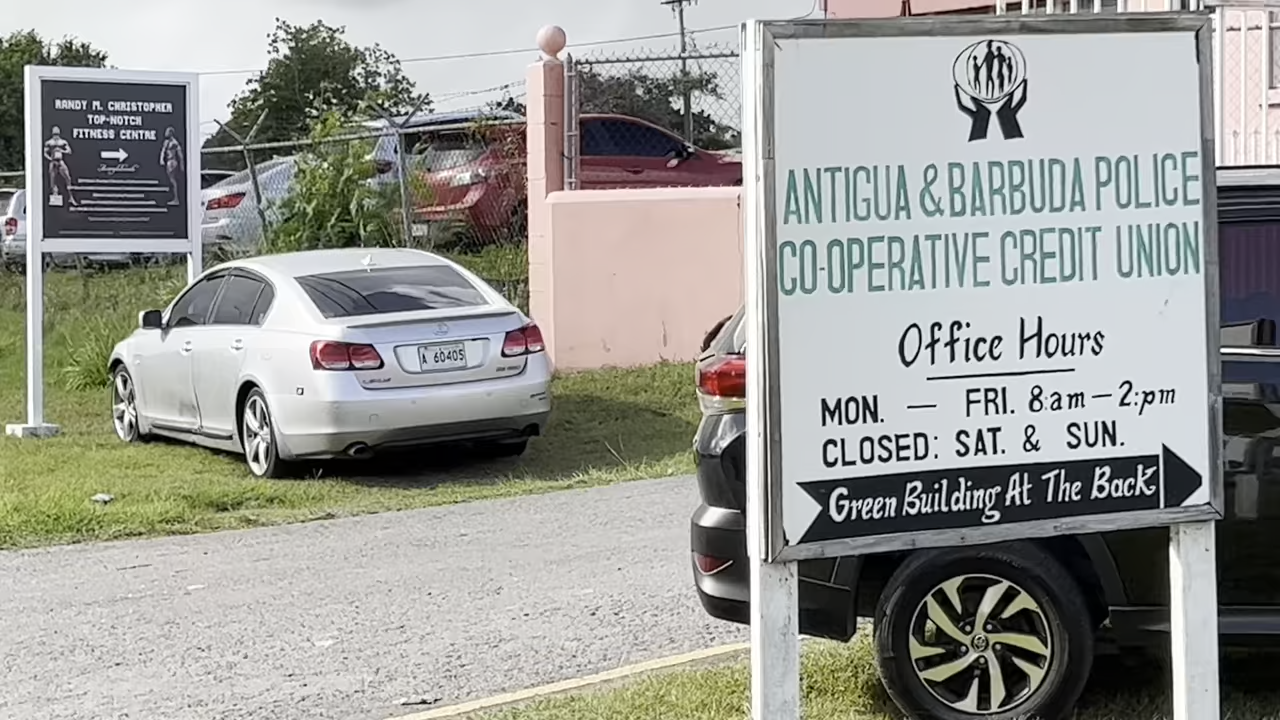 RANDY M. CHRISTOPHER
TOP-NOTCH
FITNESS CENTRE
A 60405
LEXUS
ANTIGUA & BARBUDA POLICE
CO-OPERATIVE CREDIT UNION
Office Hours
MON. — FRI. 8:am — 2:pm
CLOSED: SAT. & SUN.
Green Building At The Back